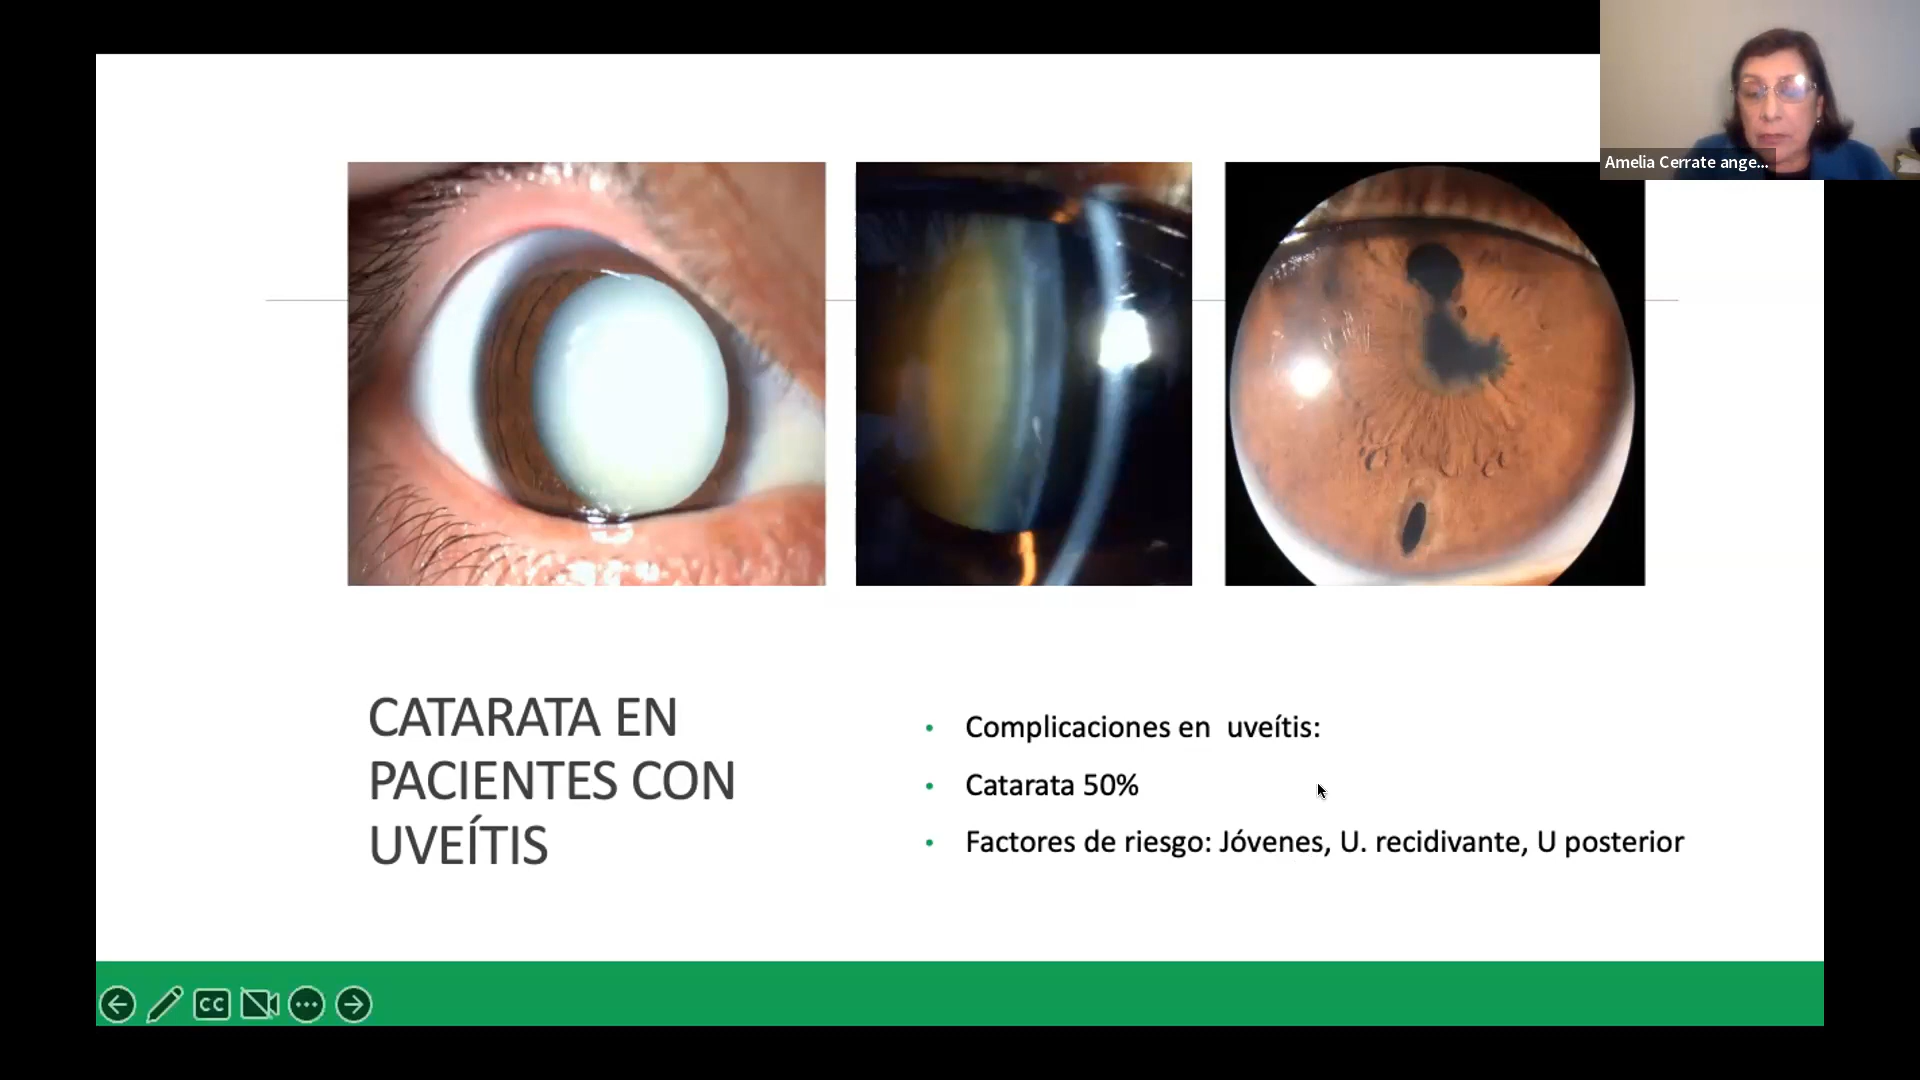 Amelia Cerrate ange...
CATARATA EN
PACIENTES CON
UVEÍTIS
• Complicaciones en  uveítis:
• Catarata 50%
• Factores de riesgo: Jóvenes, U. recidivante, U posterior
CC